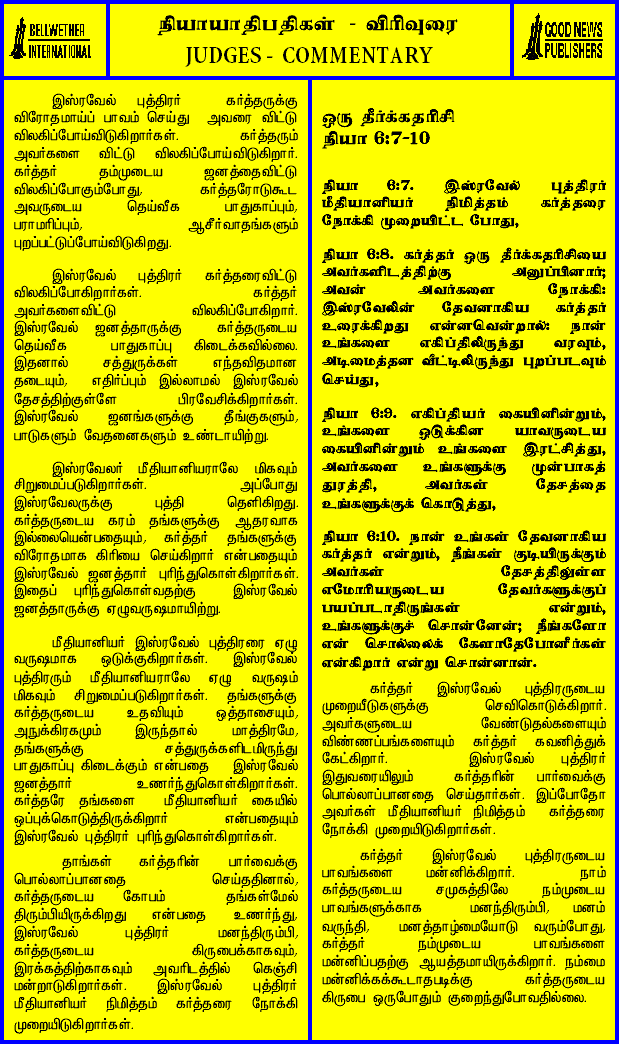 BELLWETHER
INTERNATIONAL
நியாயாதிபதிகள் - விரிவுரை
JUDGES - COMMENTARY
GOOD NEWS
PUBLISHERS
இஸ்ரவேல் புத்திரர் கர்த்தருக்கு
விரோதமாய்ப் பாவம் செய்து அவரை விட்டு
விலகிப்போய்விடுகிறார்கள். கர்த்தரும்
அவர்களை விட்டு விலகிப்போய்விடுகிறார்.
கர்த்தர் தம்முடைய ஜனத்தைவிட்டு
விலகிப்போகும்போது, கர்த்தரோடுகூட
அவருடைய தெய்வீக பாதுகாப்பும்,
பராமரிப்பும், ஆசீர்வாதங்களும்
புறப்பட்டுப்போய்விடுகிறது.
இஸ்ரவேல் புத்திரர் கர்த்தரைவிட்டு
விலகிப்போகிறார்கள். கர்த்தர்
அவர்களைவிட்டு விலகிப்போகிறார்.
இஸ்ரவேல் ஜனத்தாருக்கு கர்த்தருடைய
தெய்வீக பாதுகாப்பு கிடைக்கவில்லை.
இதனால் சத்துருக்கள் எந்தவிதமான
தடையும், எதிர்ப்பும் இல்லாமல் இஸ்ரவேல்
தேசத்திற்குள்ளே பிரவேசிக்கிறார்கள்.
இஸ்ரவேல் ஜனங்களுக்கு தீங்குகளும்,
பாடுகளும் வேதனைகளும் உண்டாயிற்று.
இஸ்ரவேலர் மீதியானியராலே மிகவும்
சிறுமைப்படுகிறார்கள். அப்போது
இஸ்ரவேலருக்கு புத்தி தெளிகிறது.
கர்த்தருடைய கரம் தங்களுக்கு ஆதரவாக
இல்லையென்பதையும், கர்த்தர் தங்களுக்கு
விரோதமாக கிரியை செய்கிறார் என்பதையும்
இஸ்ரவேல் ஜனத்தார் புரிந்துகொள்கிறார்கள்.
இதைப் புரிந்துகொள்வதற்கு இஸ்ரவேல்
ஜனத்தாருக்கு ஏழுவருஷமாயிற்று.
மீதியானியர் இஸ்ரவேல் புத்திரரை ஏழு
வருஷமாக ஒடுக்குகிறார்கள். இஸ்ரவேல்
புத்திரரும் மீதியானியராலே ஏழு வருஷம்
மிகவும் சிறுமைப்படுகிறார்கள். தங்களுக்கு
கர்த்தருடைய உதவியும் ஒத்தாசையும்,
அநுக்கிரகமும் இருந்தால் மாத்திரமே,
தங்களுக்கு சத்துருக்களிடமிருந்து
பாதுகாப்பு கிடைக்கும் என்பதை இஸ்ரவேல்
ஜனத்தார் உணர்ந்துகொள்கிறார்கள்.
கர்த்தரே தங்களை மீதியானியர் கையில்
ஒப்புக்கொடுத்திருக்கிறார் என்பதையும்
இஸ்ரவேல் புத்திரர் புரிந்துகொள்கிறார்கள்.
தாங்கள் கர்த்தரின் பார்வைக்கு
பொல்லாப்பானதை செய்ததினால்,
கர்த்தருடைய கோபம் தங்கள்மேல்
திரும்பியிருக்கிறது என்பதை உணர்ந்து,
இஸ்ரவேல் புத்திரர் மனந்திரும்பி,
கர்த்தருடைய கிருபைக்காகவும்,
இரக்கத்திற்காகவும் அவரிடத்தில் கெஞ்சி
மன்றாடுகிறார்கள். இஸ்ரவேல் புத்திரர்
மீதியானியர் நிமித்தம் கர்த்தரை நோக்கி
முறையிடுகிறார்கள்.
ஒரு தீர்க்கதரிசி
நியா 6:7-10
நியா 6:7. இஸ்ரவேல் புத்திரர்
மீதியானியர் நிமித்தம் கர்த்தரை
நோக்கி முறையிட்ட போது,
நியா 6:8. கர்த்தர் ஒரு தீர்க்கதரிசியை
அவர்களிடத்திற்கு அனுப்பினார்;
அவன் அவர்களை நோக்கி:
இஸ்ரவேலின் தேவனாகிய கர்த்தர்
உரைக்கிறது என்னவென்றால்: நான்
உங்களை எகிப்திலிருந்து வரவும்,
அடிமைத்தன வீட்டிலிருந்து புறப்படவும்
செய்து,
நியா 6:9. எகிப்தியர் கையினின்றும்,
உங்களை ஒடுக்கின யாவருடைய
கையினின்றும் உங்களை இரட்சித்து,
அவர்களை உங்களுக்கு முன்பாகத்
துரத்தி, அவர்கள் தேசத்தை
உங்களுக்குக் கொடுத்து,
நியா 6:10. நான் உங்கள் தேவனாகிய
கர்த்தர் என்றும், நீங்கள் குடியிருக்கும்
அவர்கள் தேசத்திலுள்ள
எமோரியருடைய தேவர்களுக்குப்
பயப்படாதிருங்கள் என்றும்,
உங்களுக்குச் சொன்னேன்; நீங்களோ
என் சொல்லைக் கேளாதேபோனீர்கள்
என்கிறார் என்று சொன்னான்.
கர்த்தர் இஸ்ரவேல் புத்திரருடைய
முறையீடுகளுக்கு செவிகொடுக்கிறார்.
அவர்களுடைய வேண்டுதல்களையும்
விண்ணப்பங்களையும் கர்த்தர் கவனித்துக்
கேட்கிறார். இஸ்ரவேல் புத்திரர்
இதுவரையிலும் கர்த்தரின் பார்வைக்கு
பொல்லாப்பானதை செய்தார்கள். இப்போதோ
அவர்கள் மீதியானியர் நிமித்தம் கர்த்தரை
நோக்கி முறையிடுகிறார்கள்.
கர்த்தர் இஸ்ரவேல் புத்திரருடைய
பாவங்களை மன்னிக்கிறார். நாம்
கர்த்தருடைய சமுகத்திலே நம்முடைய
பாவங்களுக்காக மனந்திரும்பி, மனம்
வருந்தி, மனத்தாழ்மையோடு வரும்போது,
கர்த்தர் நம்முடைய பாவங்களை
மன்னிப்பதற்கு ஆயத்தமாயிருக்கிறார். நம்மை
மன்னிக்கக்கூடாதபடிக்கு கர்த்தருடைய
கிருபை ஒருபோதும் குறைந்துபோவதில்லை.